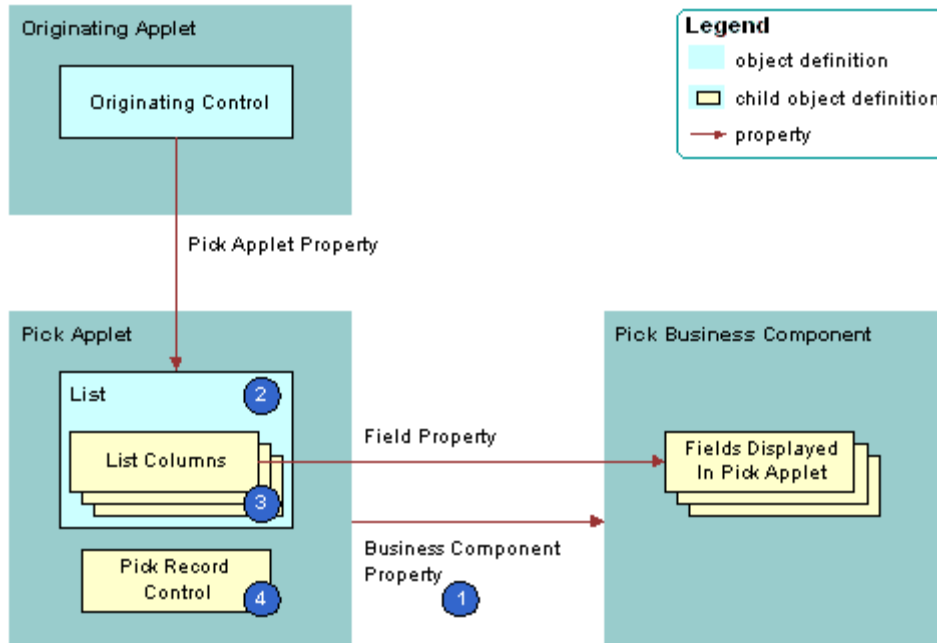 Originating Applet
Originating Control
Legend
object definition
child object definition
property
Pick Applet Property
Pick Applet
List
2
List Columns
3
Pick Record
Control
4
Field Property
Business Component
Property
1
Pick Business Component
Fields Displayed
In Pick Applet